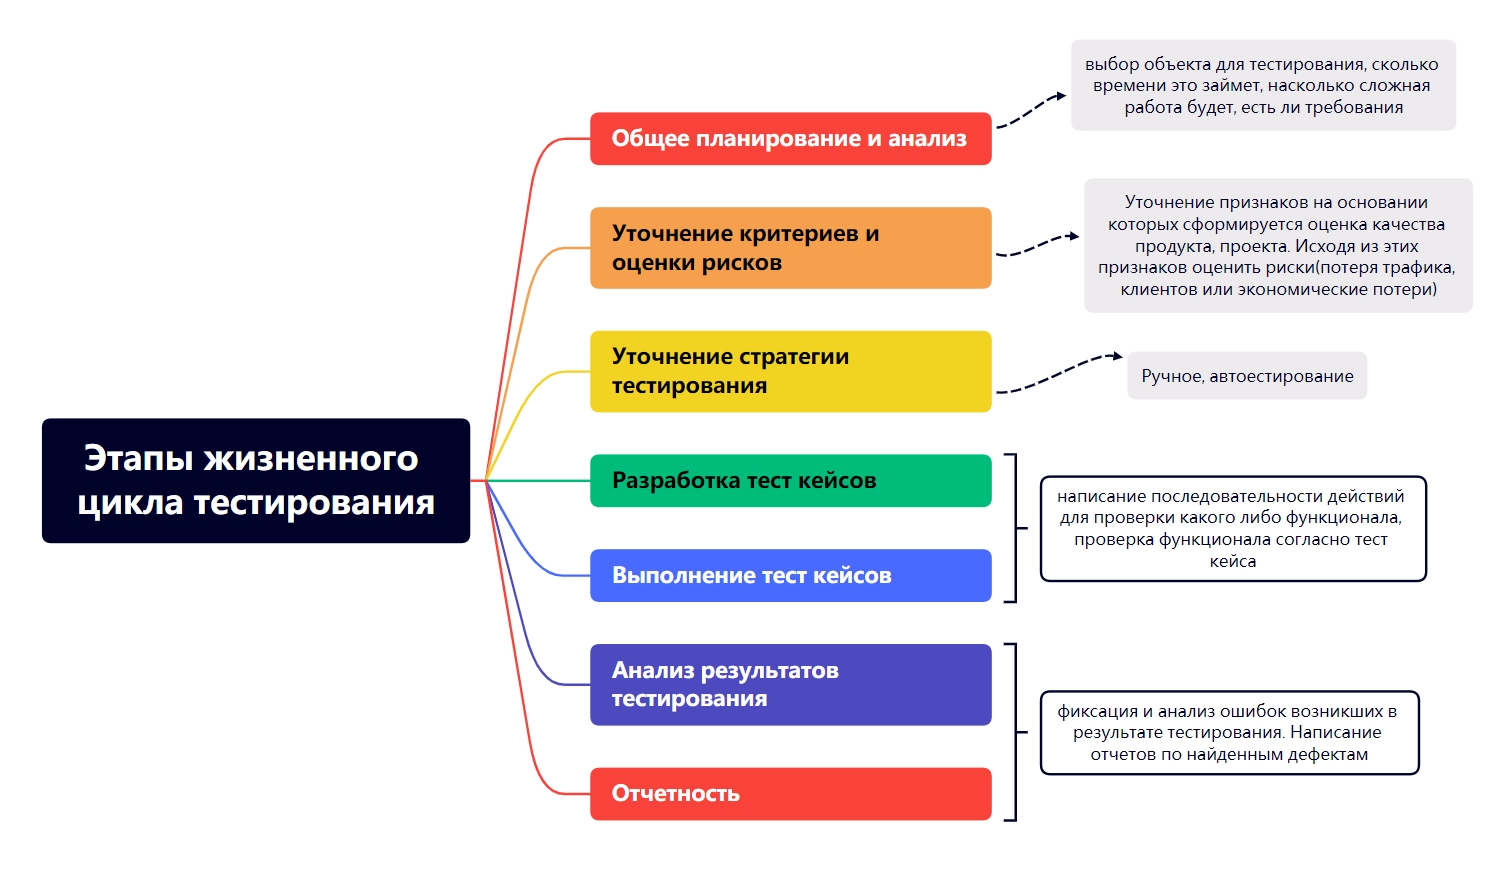 Этапы жизненного
цикла тестирования
Общее планирование и анализ
выбор объекта для тестирования, сколько
времени это займет, насколько сложная
работа будет, есть ли требования
Уточнение критериев и
оценки рисков
Уточнение признаков на основании
которых сформируется оценка качества
продукта, проекта. Исходя из этих
признаков оценить риски(потеря трафика,
клиентов или экономические потери)
Уточнение стратегии
тестирования
Ручное, автоестирование
Разработка тест кейсов
Выполнение тест кейсов
написание последовательности действий
для проверки какого либо функционала,
проверка функционала согласно тест
кейса
Анализ результатов
тестирования
Отчетность
фиксация и анализ ошибок возникших в
результате тестирования. Написание
отчетов по найденным дефектам